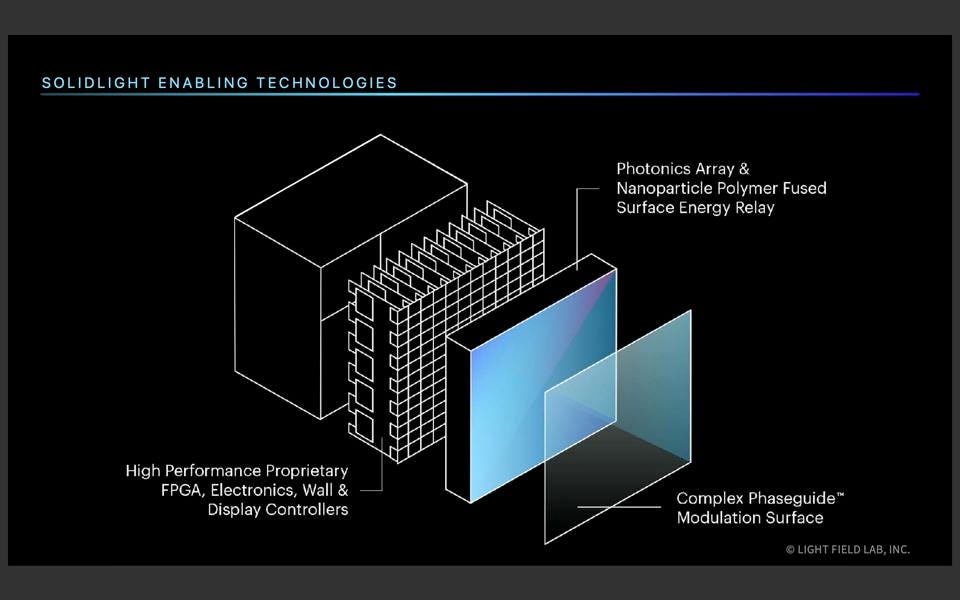 SOLIDLIGHT ENABLING TECHNOLOGIES
Photonics Array &
Nanoparticle Polymer Fused
Surface Energy Relay
High Performance Proprietary
FPGA, Electronics, Wall &
Display Controllers
Complex Phaseguide™
Modulation Surface
© LIGHT FIELD LAB, INC.